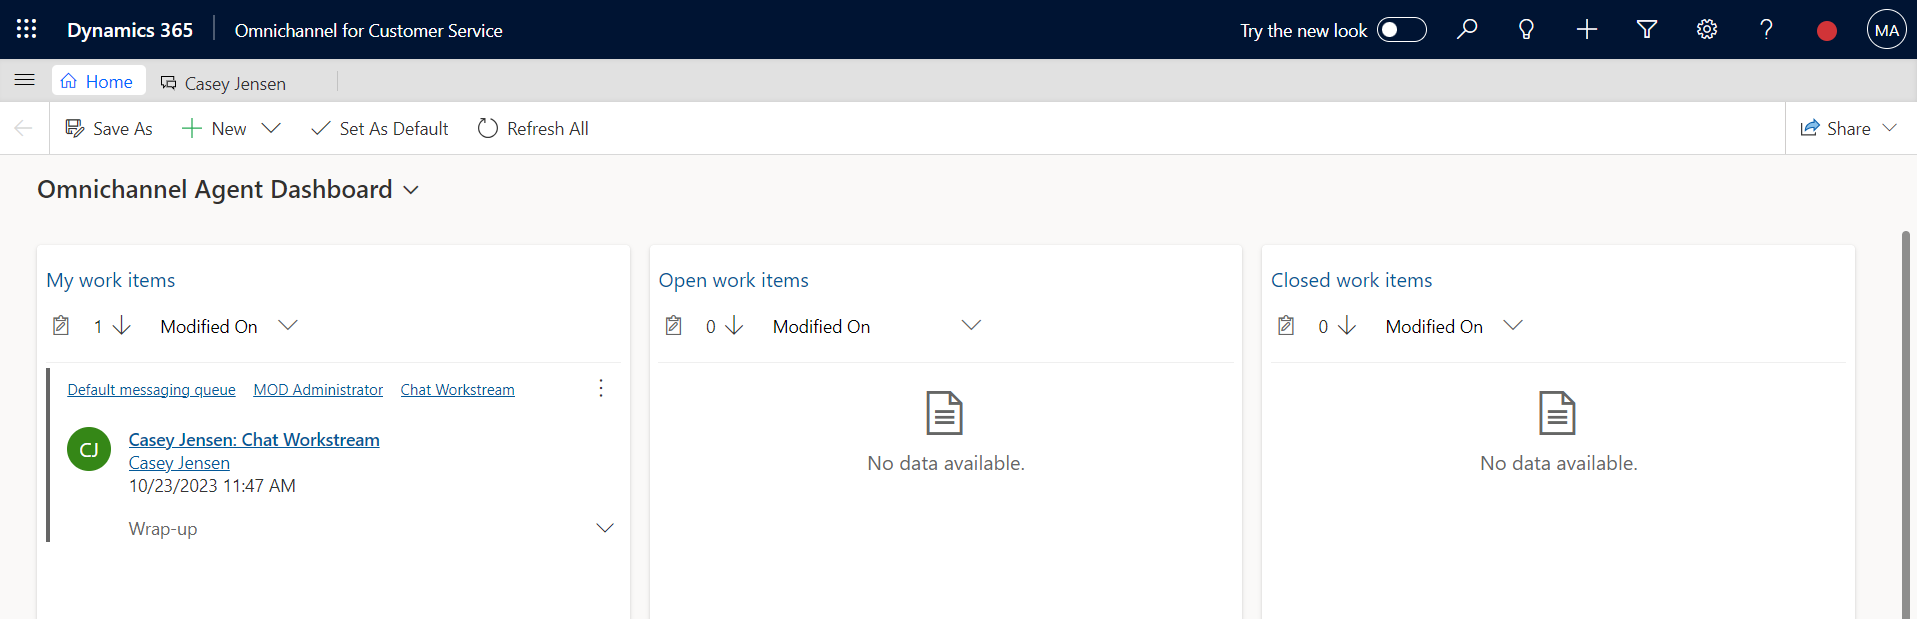 Dynamics 365 Omnichannel for Customer Service Try the new look MA
Home Casey Jensen
Save As New Set As Default Refresh All Share
Omnichannel Agent Dashboard
My work items
1 Modified On
Default messaging queue MOD Administrator Chat Workstream
CJ
Casey Jensen: Chat Workstream
Casey Jensen
10/23/2023 11:47 AM
Wrap-up
Open work items
0 Modified On
No data available.
Closed work items
0 Modified On
No data available.